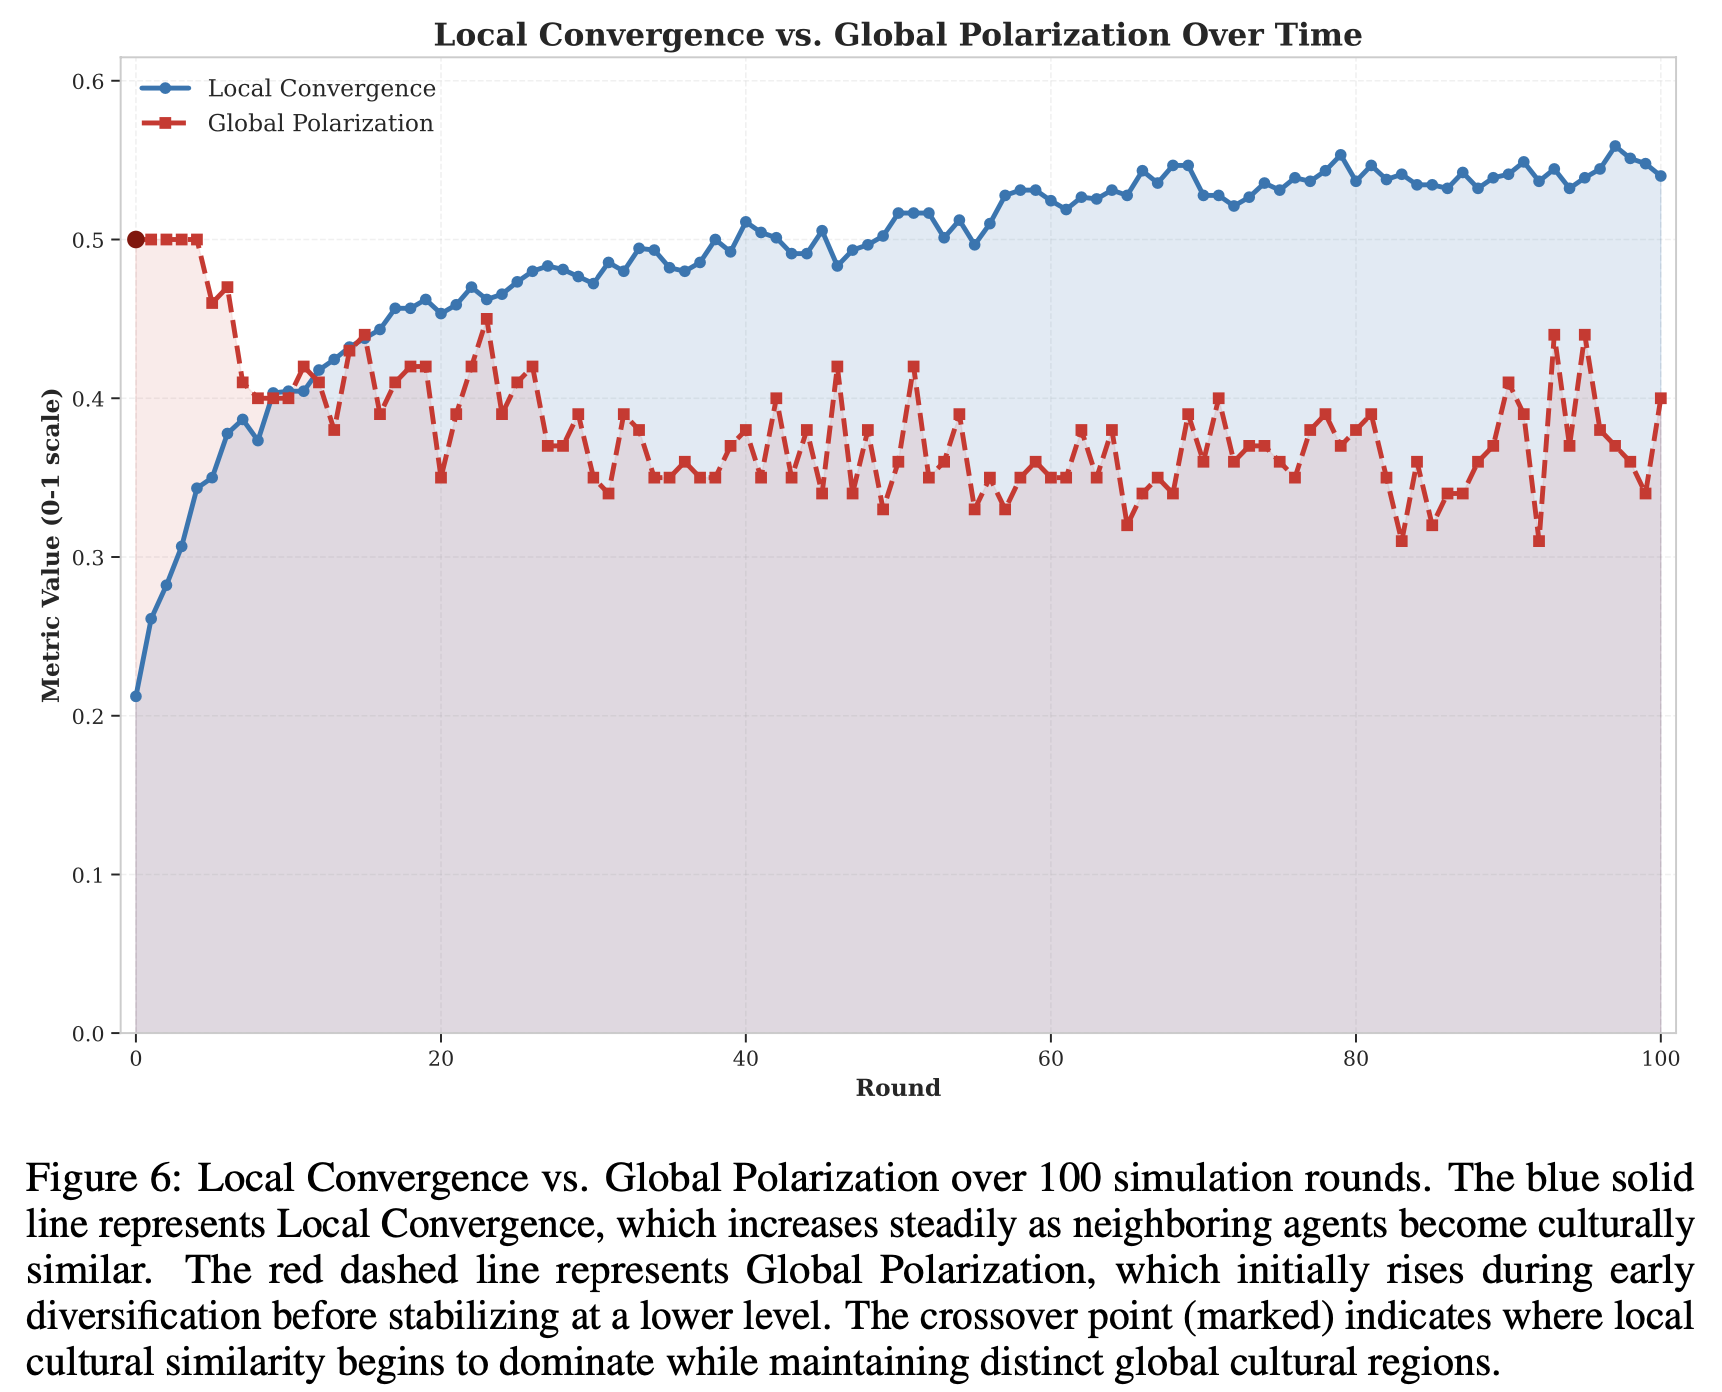 Local Convergence vs. Global Polarization Over Time
Local Convergence
Global Polarization
Metric Value (0-1 scale)
0.6
0.5
0.4
0.3
0.2
0.1
0.0
0 20 40 60 80 100
Round
Figure 6: Local Convergence vs. Global Polarization over 100 simulation rounds. The blue solid
line represents Local Convergence, which increases steadily as neighboring agents become culturally
similar. The red dashed line represents Global Polarization, which initially rises during early
diversification before stabilizing at a lower level. The crossover point (marked) indicates where local
cultural similarity begins to dominate while maintaining distinct global cultural regions.